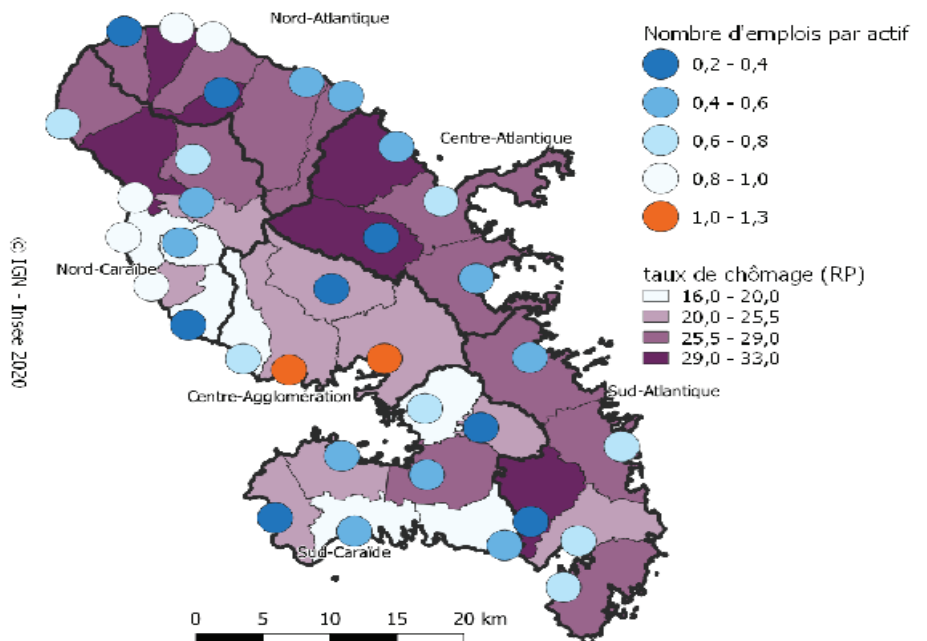 Nord-Atlantique
Nombre d'emplois par actif
0,2 - 0,4
0,4 - 0,6
0,6 - 0,8
0,8 - 1,0
1,0 - 1,3
Centre-Atlantique
Nord-Caraïbe
taux de chômage (RP)
16,0 - 20,0
20,0 - 25,5
25,5 - 29,0
29,0 - 33,0
© IGN - Insee 2020
Centre-Agglomération
Sud-Atlantique
Sud-Caraïde
0 5 10 15 20 km